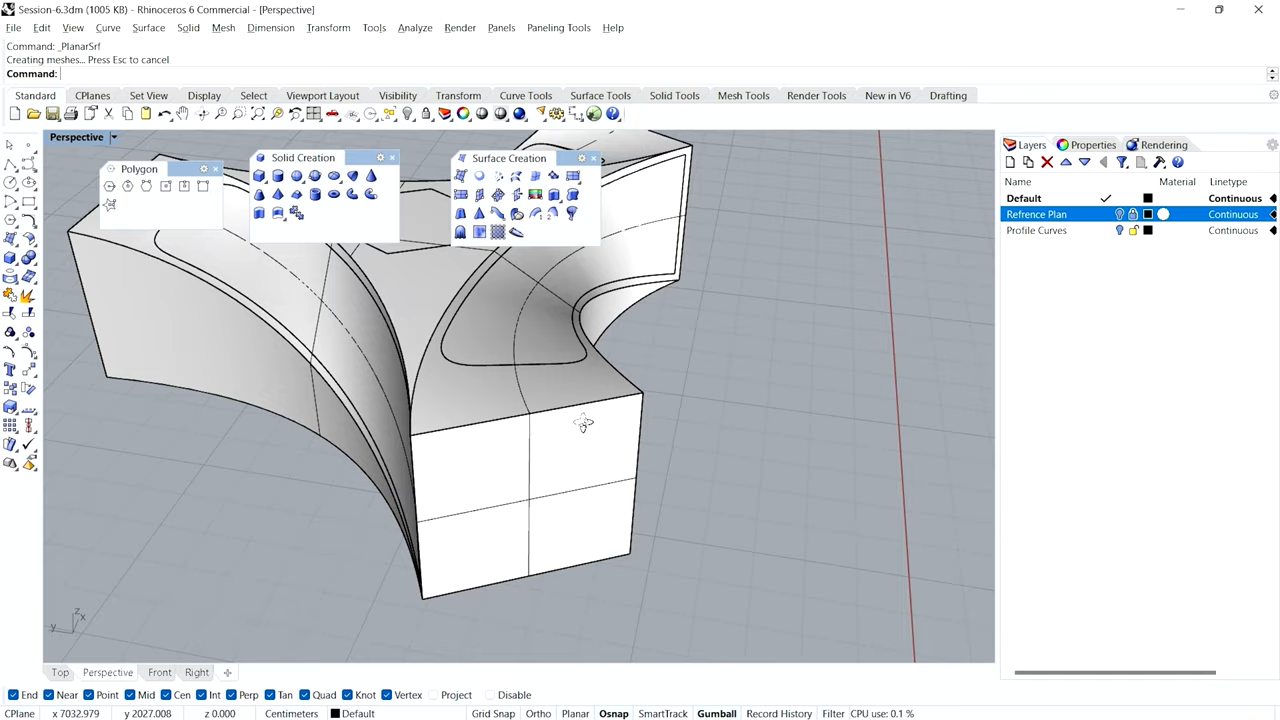 Session-6.3dm (1005 KB) - Rhinoceros 6 Commercial - [Perspective]
File Edit View Curve Surface Solid Mesh Dimension Transform Tools Analyze Render Panels Paneling Tools Help
Command: _PlanarSrf
Creating meshes... Press Esc to cancel
Command:
Standard CPlanes Set View Display Select Viewport Layout Visibility Transform Curve Tools Surface Tools Solid Tools Mesh Tools Render Tools New in V6 Drafting
Perspective
Polygon
Solid Creation
Surface Creation
Layers Properties Rendering
Name Material Linetype
Default Continuous
Refrence Plan Continuous
Profile Curves Continuous
z
x
y
Top Perspective Front Right
End Near Point Mid Cen Int Perp Tan Quad Knot Vertex Project Disable
CPlane x 7032.979 y 2027.008 z 0.000 Centimeters Default Grid Snap Ortho Planar Osnap SmartTrack Gumball Record History Filter CPU use: 0.1 %